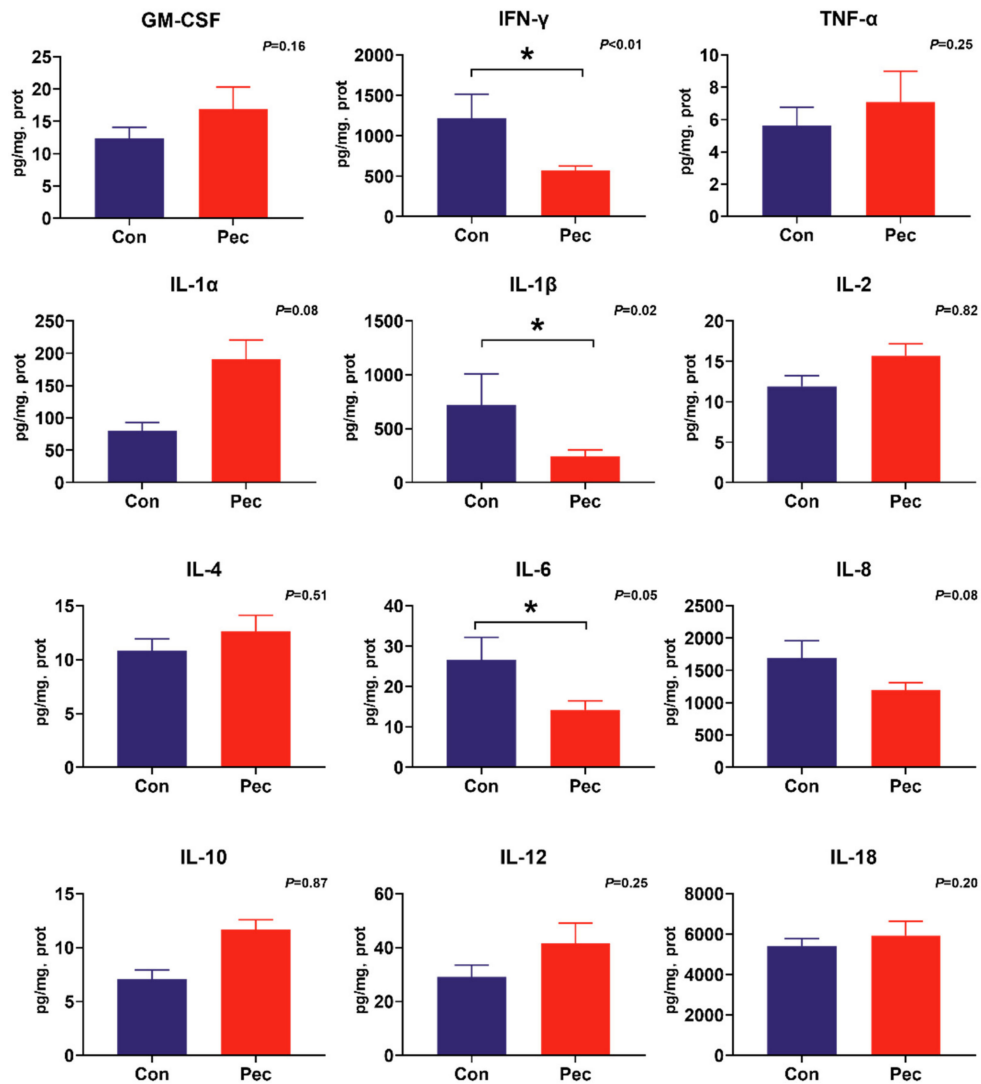 GM-CSF
P=0.16
pg/mg, prot
25
20
15
10
5
0
Con Pec
IFN-γ
P<0.01
*
pg/mg, prot
2000
1500
1000
500
0
Con Pec
TNF-α
P=0.25
pg/mg, prot
10
8
6
4
2
0
Con Pec
IL-1α
P=0.08
pg/mg, prot
250
200
150
100
50
0
Con Pec
IL-1β
P=0.02
*
pg/mg, prot
1500
1000
500
0
Con Pec
IL-2
P=0.82
pg/mg, prot
20
15
10
5
0
Con Pec
IL-4
P=0.51
pg/mg, prot
15
10
5
0
Con Pec
IL-6
P=0.05
*
pg/mg, prot
40
30
20
10
0
Con Pec
IL-8
P=0.08
pg/mg, prot
2500
2000
1500
1000
500
0
Con Pec
IL-10
P=0.87
pg/mg, prot
15
10
5
0
Con Pec
IL-12
P=0.25
pg/mg, prot
60
40
20
0
Con Pec
IL-18
P=0.20
pg/mg, prot
8000
6000
4000
2000
0
Con Pec